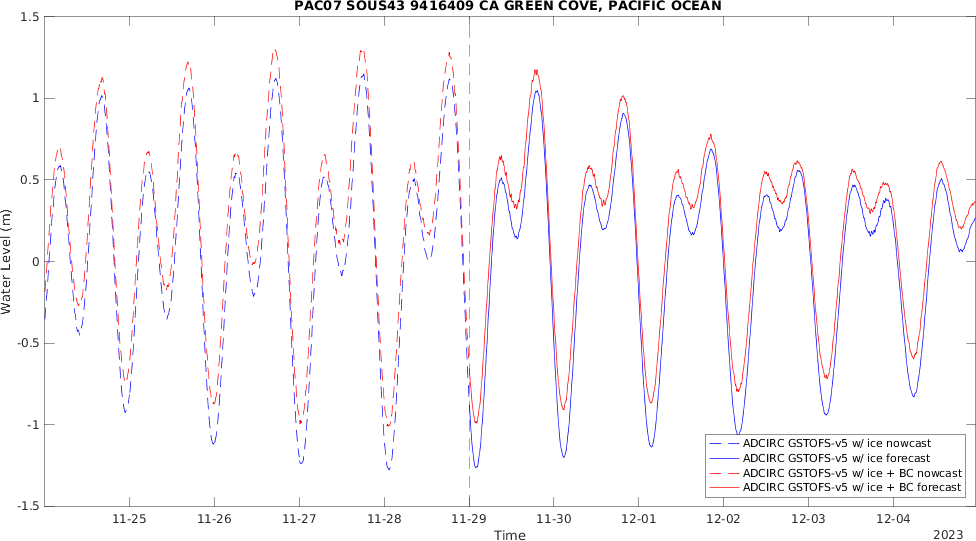 PAC07 SOUS43 9416409 CA GREEN COVE, PACIFIC OCEAN
1.5
1
0.5
0
-0.5
-1
-1.5
Water Level (m)
11-25
11-26
11-27
11-28
11-29
11-30
12-01
12-02
12-03
12-04
Time
2023
ADCIRC GSTOFS-v5 w/ ice nowcast
ADCIRC GSTOFS-v5 w/ ice forecast
ADCIRC GSTOFS-v5 w/ ice + BC nowcast
ADCIRC GSTOFS-v5 w/ ice + BC forecast